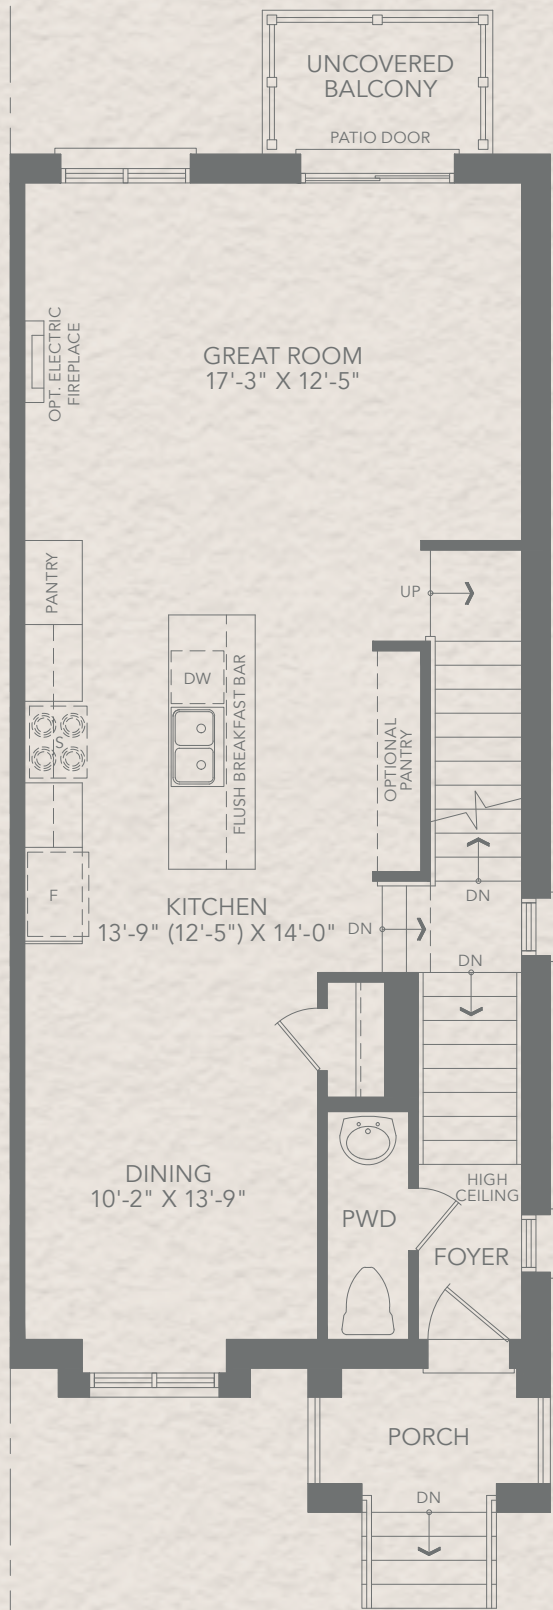 UNCOVERED
BALCONY
PATIO DOOR
OPT. ELECTRIC
FIREPLACE
GREAT ROOM
17'-3" X 12'-5"
PANTRY
UP
DW
FLUSH BREAKFAST BAR
S
OPTIONAL
PANTRY
F
DN
KITCHEN
13'-9" (12'-5") X 14'-0"
DN
DN
HIGH
CEILING
DINING
10'-2" X 13'-9"
PWD
FOYER
PORCH
DN